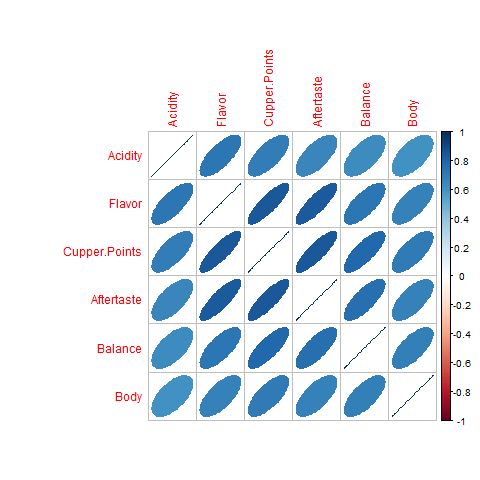 Acidity
Flavor
Cupper.Points
Aftertaste
Balance
Body
Acidity
Flavor
Cupper.Points
Aftertaste
Balance
Body
1
0.8
0.6
0.4
0.2
0
-0.2
-0.4
-0.6
-0.8
-1